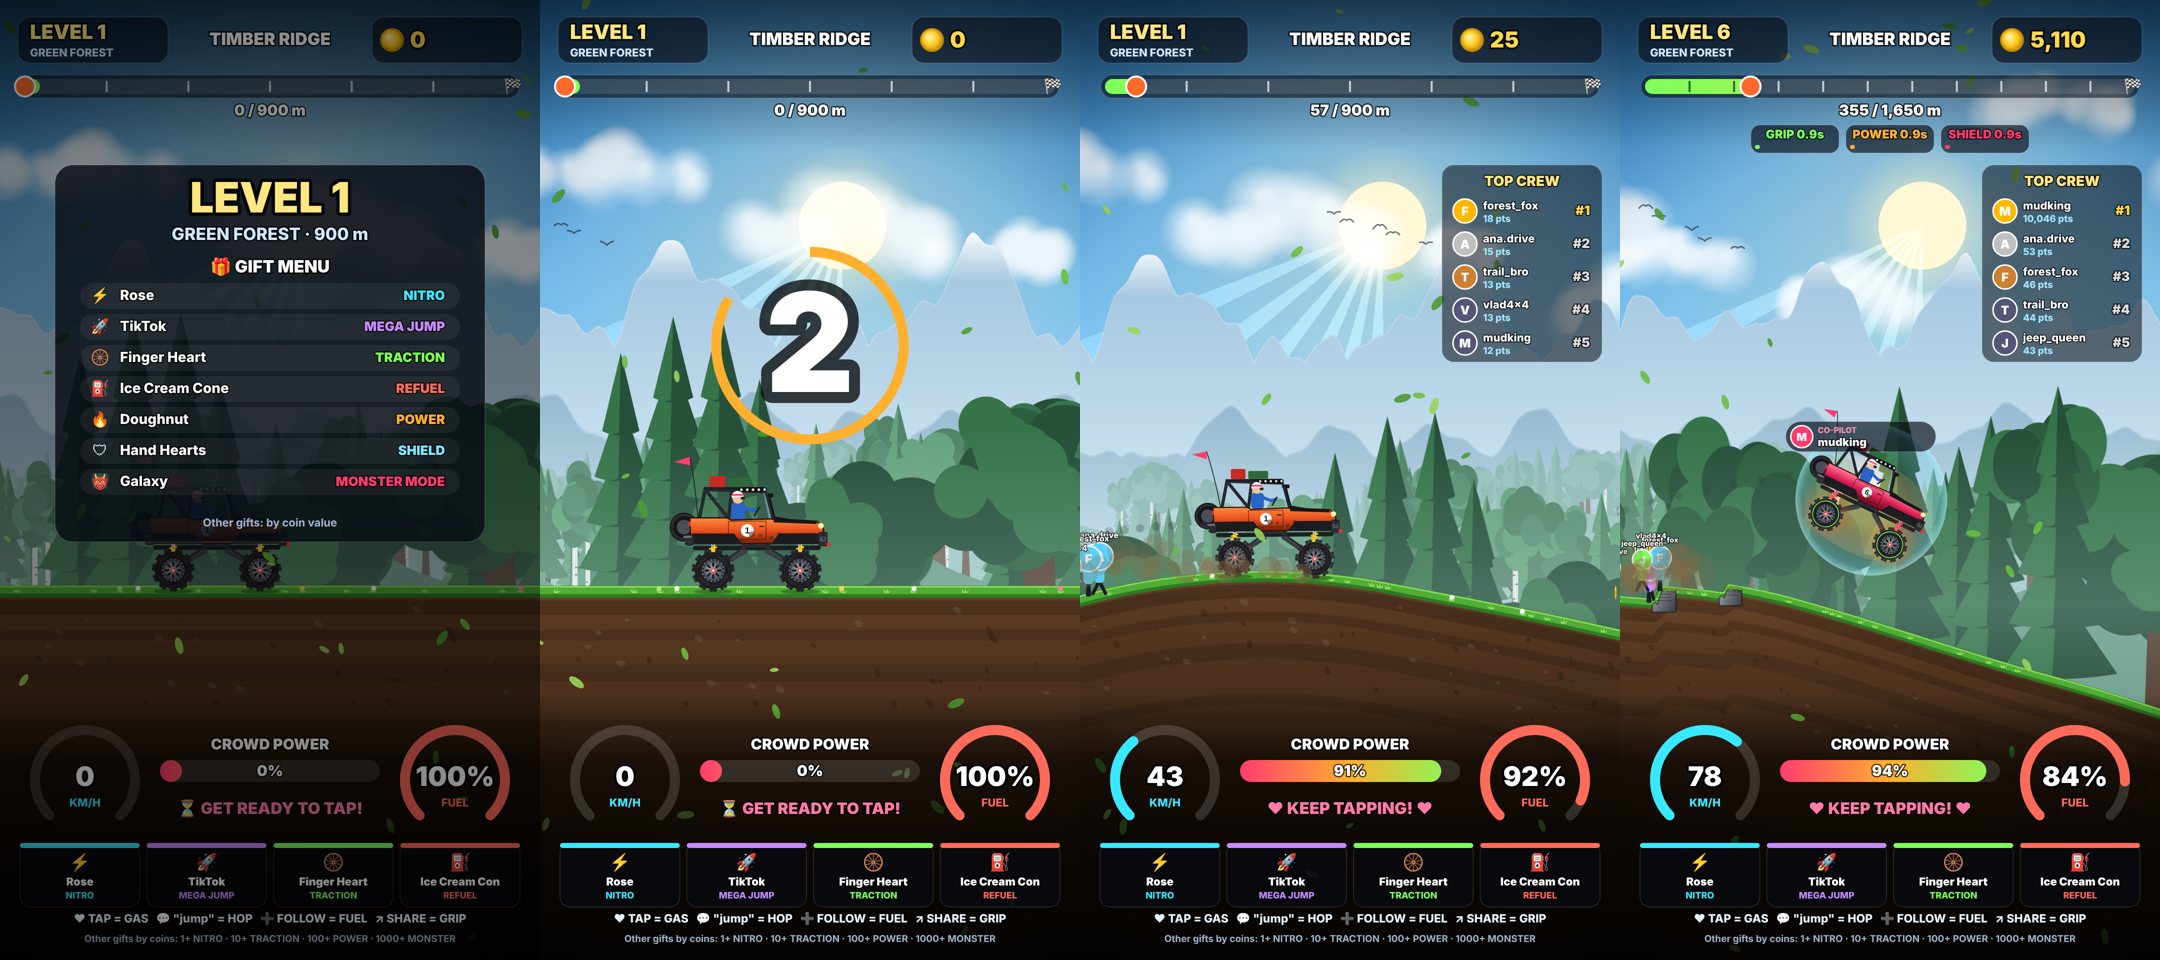 LEVEL 1
GREEN FOREST
TIMBER RIDGE
0
0 / 900 m
LEVEL 1
GREEN FOREST · 900 m
🎁 GIFT MENU
⚡ Rose NITRO
🚀 TikTok MEGA JUMP
Finger Heart TRACTION
⛽ Ice Cream Cone REFUEL
🔥 Doughnut POWER
🛡 Hand Hearts SHIELD
👹 Galaxy MONSTER MODE
Other gifts: by coin value
0
KM/H
CROWD POWER
0%
⏳ GET READY TO TAP!
100%
FUEL
Rose
NITRO
TikTok
MEGA JUMP
Finger Heart
TRACTION
Ice Cream Con
REFUEL
♥ TAP = GAS 💬 "jump" = HOP ➕ FOLLOW = FUEL ↗ SHARE = GRIP
Other gifts by coins: 1+ NITRO · 10+ TRACTION · 100+ POWER · 1000+ MONSTER
LEVEL 1
GREEN FOREST
TIMBER RIDGE
0
0 / 900 m
2
1
0
KM/H
CROWD POWER
0%
⏳ GET READY TO TAP!
100%
FUEL
Rose
NITRO
TikTok
MEGA JUMP
Finger Heart
TRACTION
Ice Cream Con
REFUEL
♥ TAP = GAS 💬 "jump" = HOP ➕ FOLLOW = FUEL ↗ SHARE = GRIP
Other gifts by coins: 1+ NITRO · 10+ TRACTION · 100+ POWER · 1000+ MONSTER
LEVEL 1
GREEN FOREST
TIMBER RIDGE
25
57 / 900 m
TOP CREW
F forest_fox #1
18 pts
A ana.drive #2
15 pts
T trail_bro #3
13 pts
V vlad4x4 #4
13 pts
M mudking #5
12 pts
1
F
43
KM/H
CROWD POWER
91%
♥ KEEP TAPPING! ♥
92%
FUEL
Rose
NITRO
TikTok
MEGA JUMP
Finger Heart
TRACTION
Ice Cream Con
REFUEL
♥ TAP = GAS 💬 "jump" = HOP ➕ FOLLOW = FUEL ↗ SHARE = GRIP
Other gifts by coins: 1+ NITRO · 10+ TRACTION · 100+ POWER · 1000+ MONSTER
LEVEL 6
GREEN FOREST
TIMBER RIDGE
5,110
355 / 1,650 m
GRIP 0.9s
POWER 0.9s
SHIELD 0.9s
TOP CREW
M mudking #1
10,046 pts
A ana.drive #2
53 pts
F forest_fox #3
46 pts
T trail_bro #4
44 pts
J jeep_queen #5
43 pts
M CO-PILOT
mudking
vlad4x4
jeep_queen
F
78
KM/H
CROWD POWER
94%
♥ KEEP TAPPING! ♥
84%
FUEL
Rose
NITRO
TikTok
MEGA JUMP
Finger Heart
TRACTION
Ice Cream Con
REFUEL
♥ TAP = GAS 💬 "jump" = HOP ➕ FOLLOW = FUEL ↗ SHARE = GRIP
Other gifts by coins: 1+ NITRO · 10+ TRACTION · 100+ POWER · 1000+ MONSTER